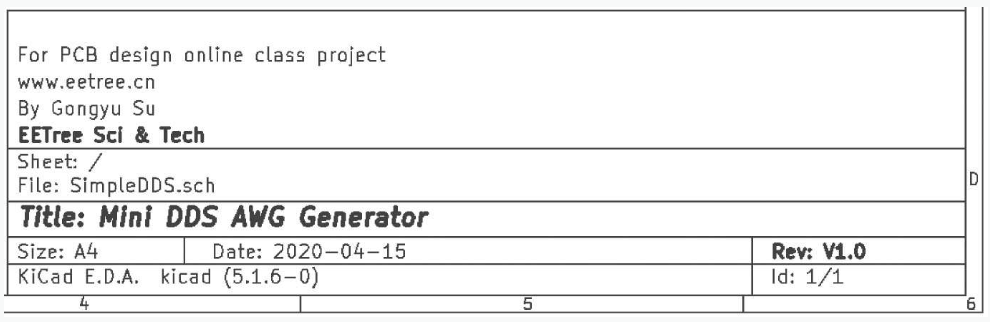 For PCB design online class project
www.eetree.cn
By Gongyu Su
EETree Sci & Tech
Sheet: /
File: SimpleDDS.sch
D
Title: Mini DDS AWG Generator
Size: A4 Date: 2020-04-15 Rev: V1.0
KiCad E.D.A. kicad (5.1.6-0) Id: 1/1
4 5 6